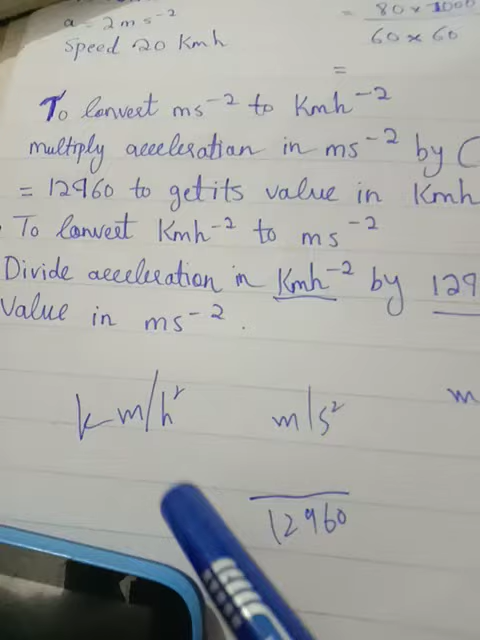 a = 2ms⁻²
= 80 x 1000
Speed 20 Kmh
60 x 60
=
To Convert ms⁻² to Kmh⁻²
multiply acceleration in ms⁻² by (
= 12960 to get its value in Kmh
To Convert Kmh⁻² to ms⁻²
Divide acceleration in Kmh⁻² by 129
Value in ms⁻².
km/h² m/s² m
12960